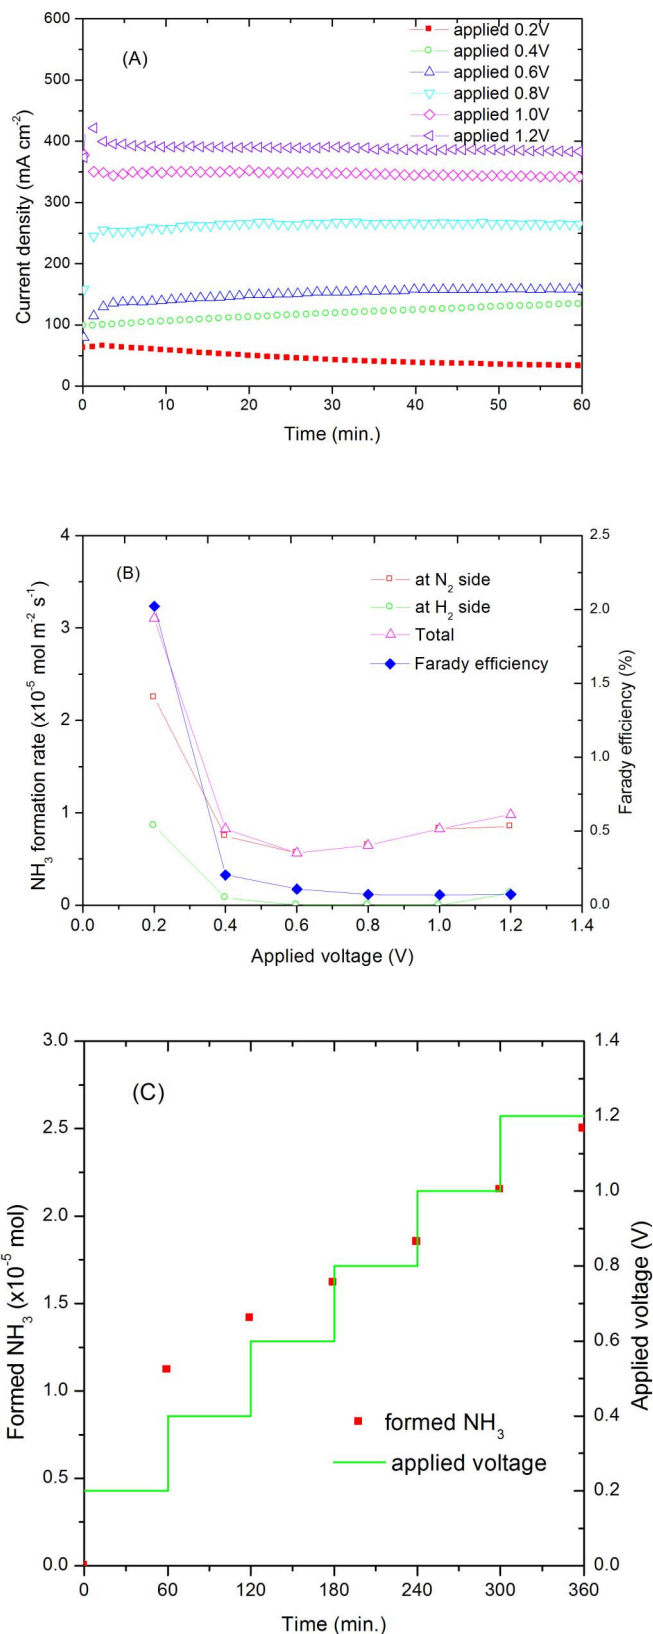 (A)
applied 0.2V
applied 0.4V
applied 0.6V
applied 0.8V
applied 1.0V
applied 1.2V
600
500
400
300
200
100
0
Current density (mA cm⁻²)
0 10 20 30 40 50 60
Time (min.)
(B)
at N₂ side
at H₂ side
Total
Farady efficiency
4
3
2
1
0
NH₃ formation rate (x10⁻⁵ mol m⁻² s⁻¹)
2.5
2.0
1.5
1.0
0.5
0.0
Farady efficiency (%)
0.0 0.2 0.4 0.6 0.8 1.0 1.2 1.4
Applied voltage (V)
(C)
3.0
2.5
2.0
1.5
1.0
0.5
0.0
Formed NH₃ (x10⁻⁵ mol)
1.4
1.2
1.0
0.8
0.6
0.4
0.2
0.0
Applied voltage (V)
formed NH₃
applied voltage
0 60 120 180 240 300 360
Time (min.)